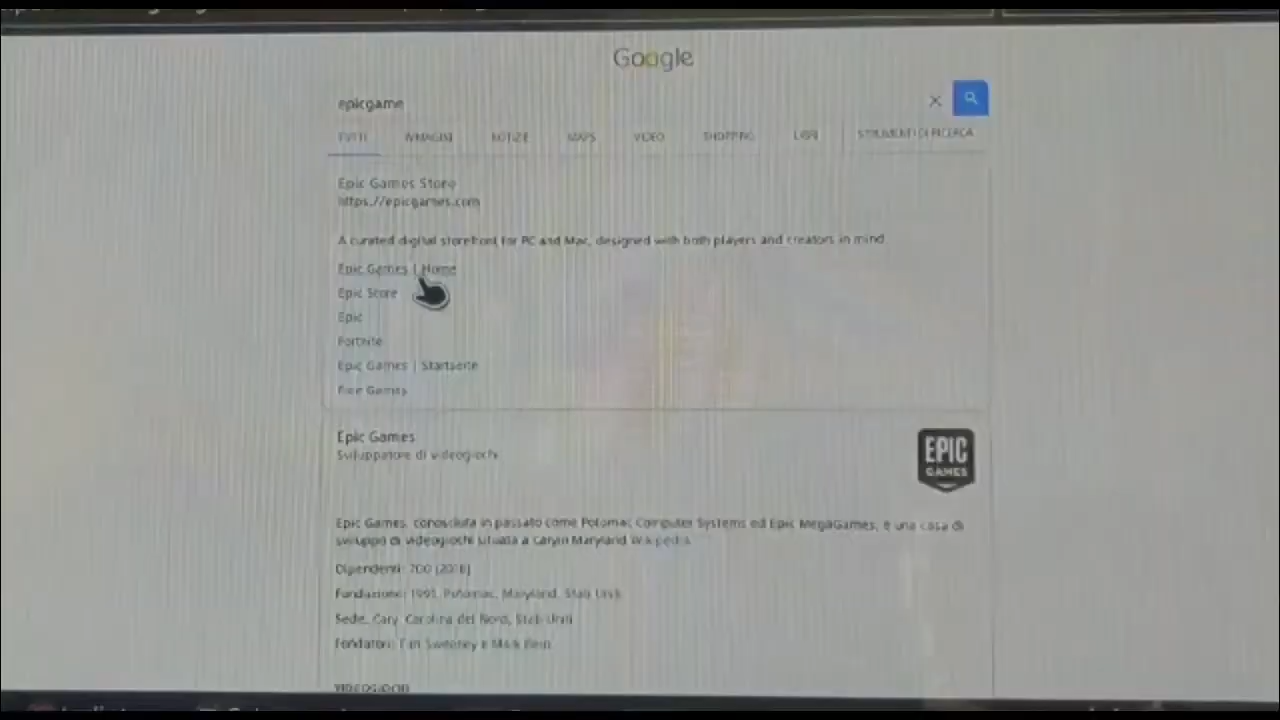 Google
epicgame
TUTTI IMMAGINI NOTIZIE MAPS VIDEO SHOPPING LIBRI STRUMENTI DI RICERCA
Epic Games Store
https://epicgames.com
A curated digital storefront for PC and Mac, designed with both players and creators in mind
Epic Games | Home
Epic Store
Epic
Fortnite
Epic Games | Startseite
Free Games
Epic Games
Sviluppatore di videogiochi
EPIC
GAMES
Epic Games, conosciuta in passato come Potomac Computer Systems ed Epic MegaGames, è una casa di
sviluppo di videogiochi situata a Caryin Maryland Wikipedia
Dipendenti: 700
Fondazione: 1991, Potomac, Maryland, Stati Uniti
Sede: Cary, Carolina del Nord, Stati Uniti
Fondatori: Tim Sweeney e Mark Rein
VIDEOGIOCHI